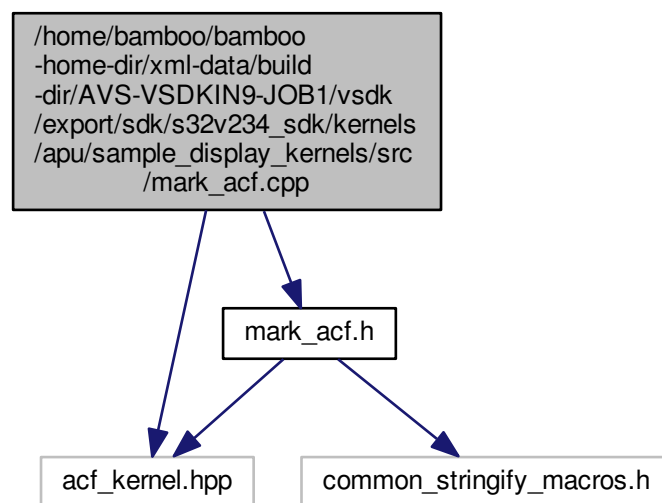 /home/bamboo/bamboo
-home-dir/xml-data/build
-dir/AVS-VSDKIN9-JOB1/vsdk
/export/sdk/s32v234_sdk/kernels
/apu/sample_display_kernels/src
/mark_acf.cpp
mark_acf.h
acf_kernel.hpp
common_stringify_macros.h